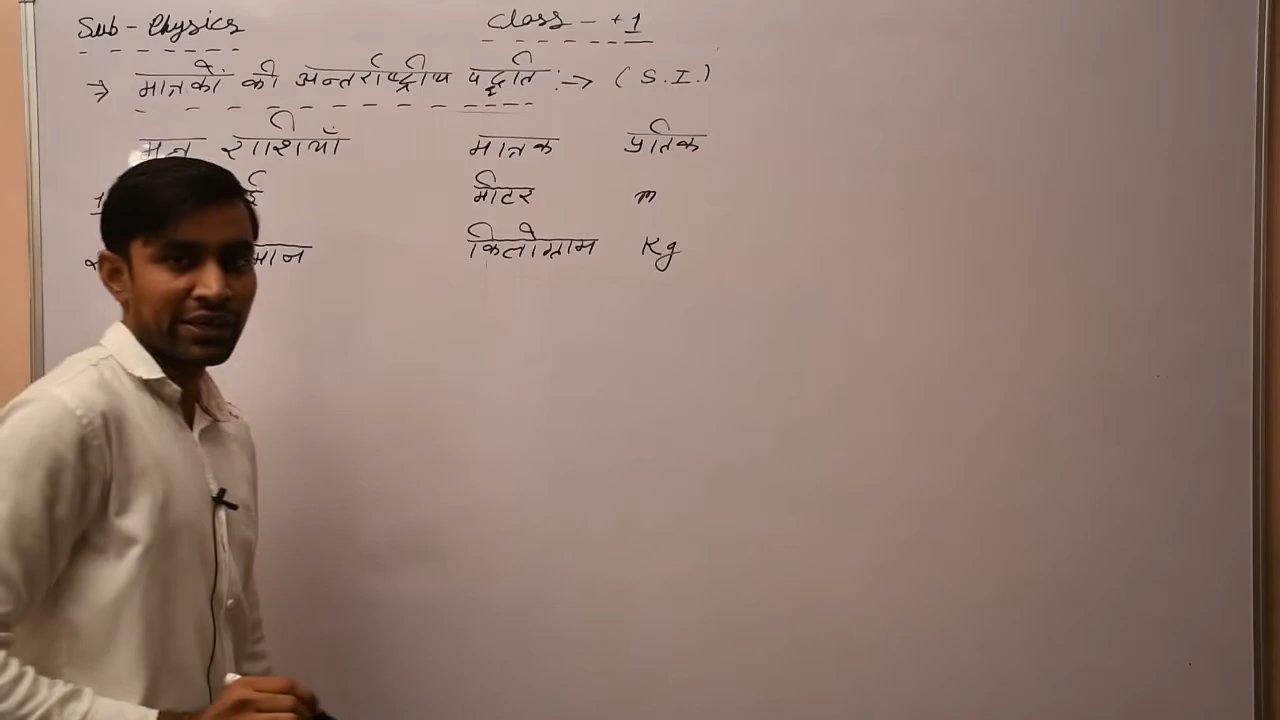 Sub - Physics Class - +1
→ मात्रकों की अन्तर्राष्ट्रीय पद्धति :→ (S.I.)
राशियाँ मात्रक प्रतिक
मीटर m
किलोग्राम Kg